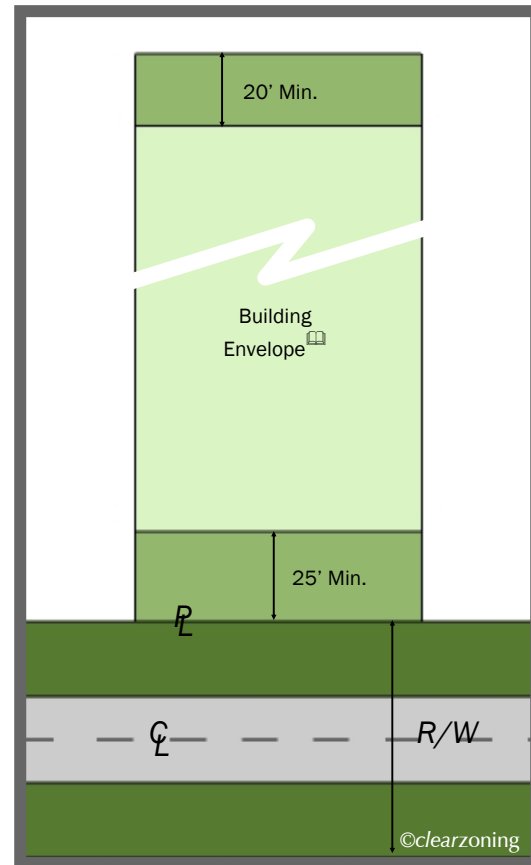 20’ Min.
Building
Envelope
25’ Min.
PL
CL
R/W
©clearzoning